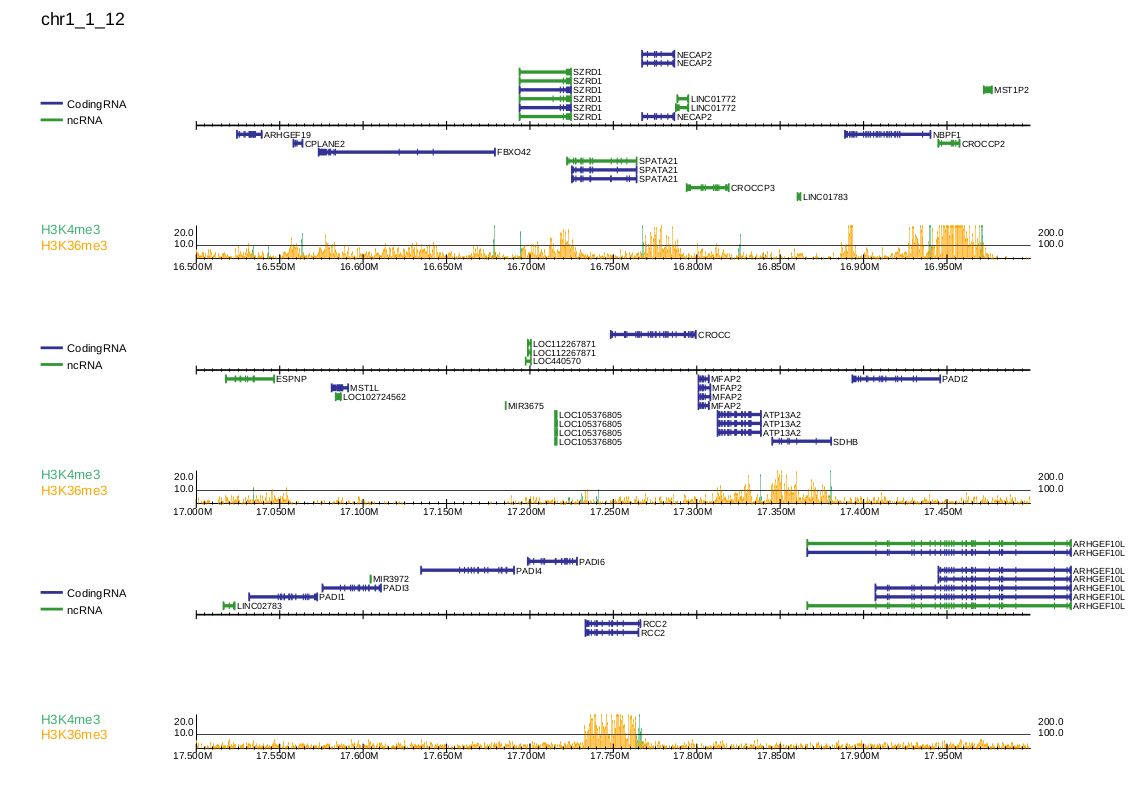 chr1_1_12
NECAP2
NECAP2
SZRD1
SZRD1
SZRD1 MST1P2
SZRD1 LINC01772
CodingRNA SZRD1 LINC01772
ncRNA SZRD1 NECAP2
ARHGEF19 NBPF1
CPLANE2 CROCCP2
FBXO42
SPATA21
SPATA21
SPATA21
CROCCP3
LINC01783
H3K4me3 20.0 200.0
H3K36me3 10.0 100.0
16.500M 16.550M 16.600M 16.650M 16.700M 16.750M 16.800M 16.850M 16.900M 16.950M
CROCC
LOC112267871
CodingRNA LOC112267871
ncRNA LOC440570
ESPNP MFAP2 PADI2
MST1L MFAP2
LOC102724562 MFAP2
MIR3675 MFAP2
LOC105376805 ATP13A2
LOC105376805 ATP13A2
LOC105376805 ATP13A2
LOC105376805 SDHB
H3K4me3 20.0 200.0
H3K36me3 10.0 100.0
17.000M 17.050M 17.100M 17.150M 17.200M 17.250M 17.300M 17.350M 17.400M 17.450M
ARHGEF10L
ARHGEF10L
PADI6
PADI4 ARHGEF10L
MIR3972 ARHGEF10L
CodingRNA PADI3 ARHGEF10L
PADI1 ARHGEF10L
ncRNA LINC02783 ARHGEF10L
RCC2
RCC2
H3K4me3 20.0 200.0
H3K36me3 10.0 100.0
17.500M 17.550M 17.600M 17.650M 17.700M 17.750M 17.800M 17.850M 17.900M 17.950M